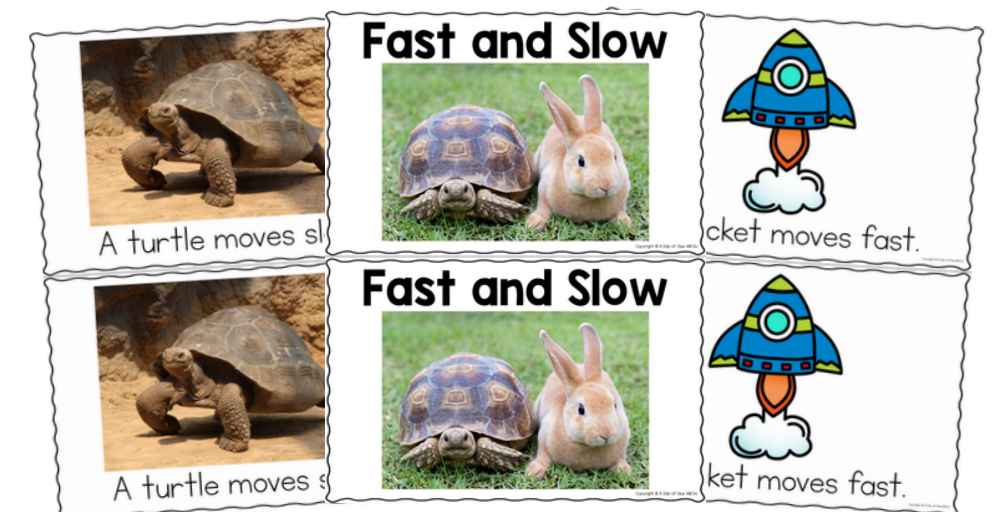 Fast and Slow
A turtle moves
cket moves fast.
Fast and Slow
A turtle moves
ket moves fast.